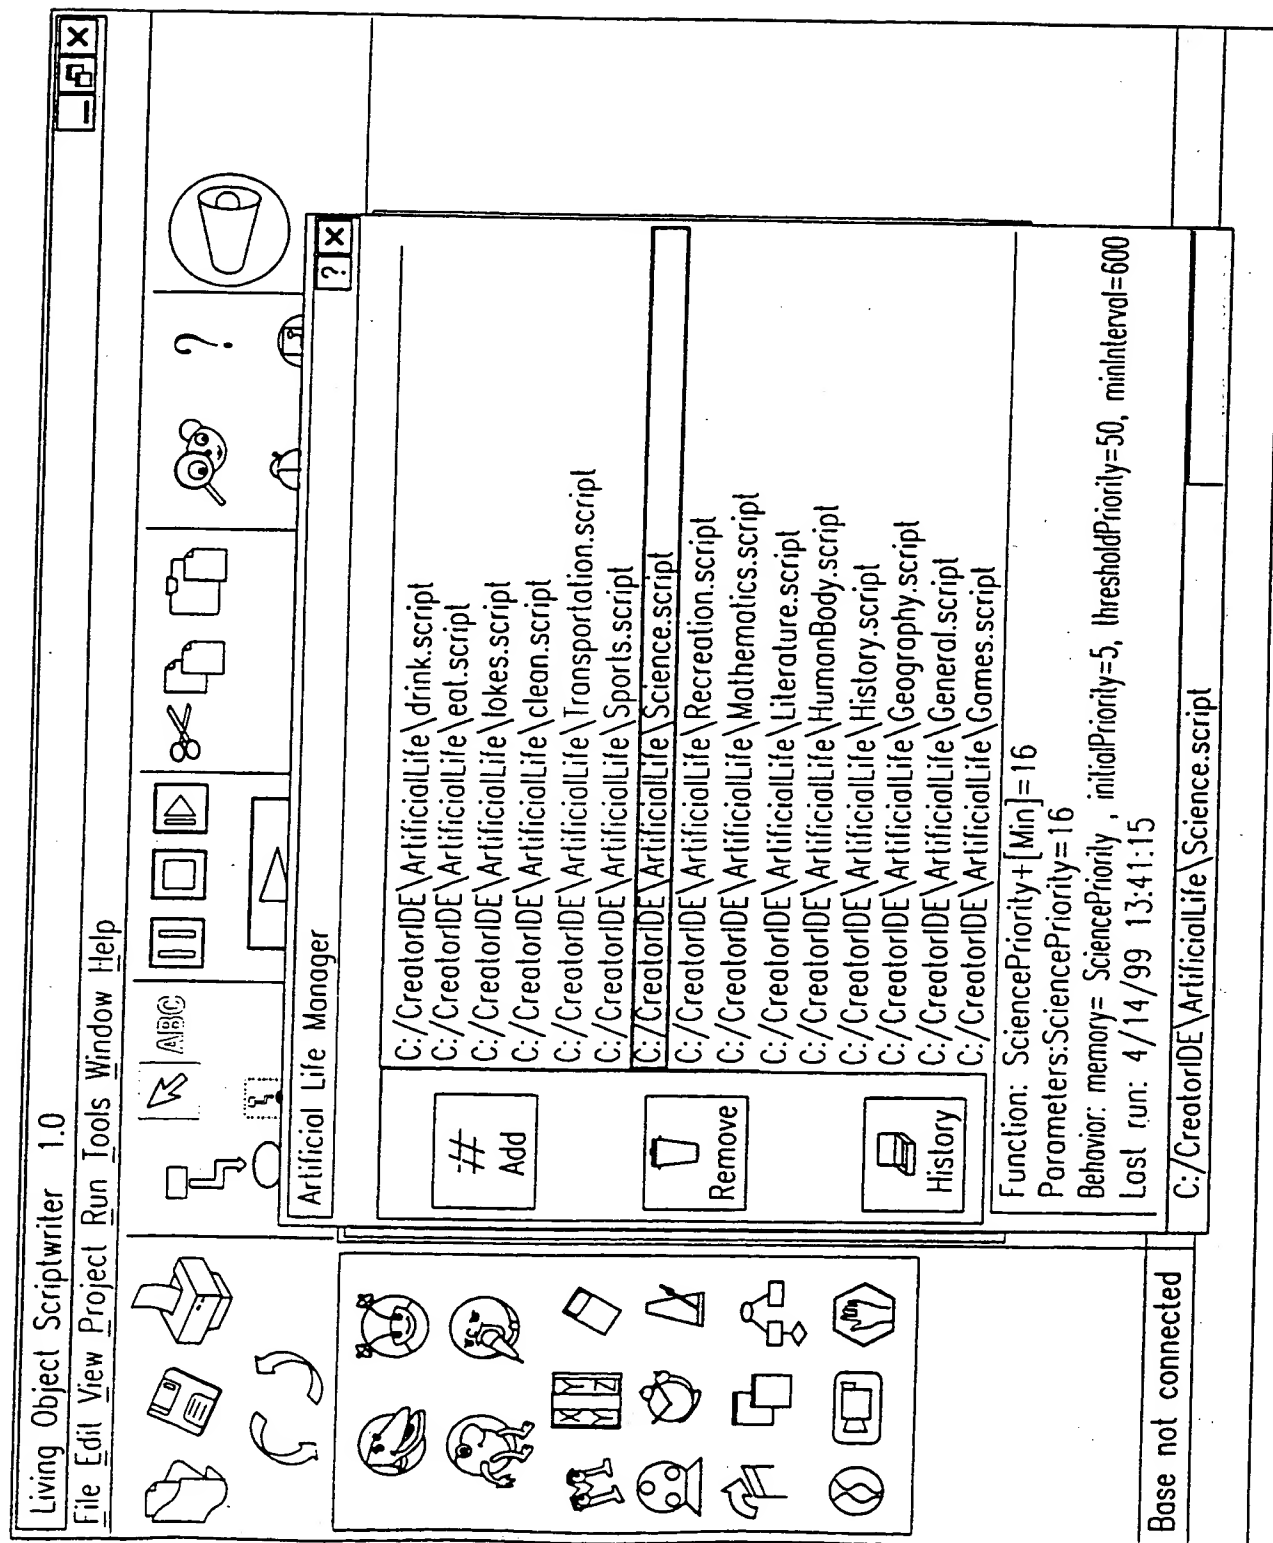 Living Object Scriptwriter 1.0
File Edit View Project Run Tools Window Help
ABC
?
Artificial Life Manager
?
Add
Remove
History
C:/CreatorIDE\ArtificialLife\drink.script
C:/CreatorIDE\ArtificialLife\eat.script
C:/CreatorIDE\ArtificialLife\Iokes.script
C:/CreatorIDE\ArtificialLife\clean.script
C:/CreatorIDE\ArtificialLife\Transportation.script
C:/CreatorIDE\ArtificialLife\Sports.script
C:/CreatorIDE\ArtificialLife\Science.script
C:/CreatorIDE\ArtificialLife\Recreation.script
C:/CreatorIDE\ArtificialLife\Mathematics.script
C:/CreatorIDE\ArtificialLife\Literature.script
C:/CreatorIDE\ArtificialLife\HumanBody.script
C:/CreatorIDE\ArtificialLife\History.script
C:/CreatorIDE\ArtificialLife\Geography.script
C:/CreatorIDE\ArtificialLife\General.script
C:/CreatorIDE\ArtificialLife\Games.script
Function: SciencePriority+[Min]=16
Parameters:SciencePriority=16
Behavior: memory= SciencePriority , initialPriority=5, thresholdPriority=50, minInterval=600
Last run: 4/14/99 13:41:15
C:/CreatorIDE\ArtificialLife\Science.script
Base not connected